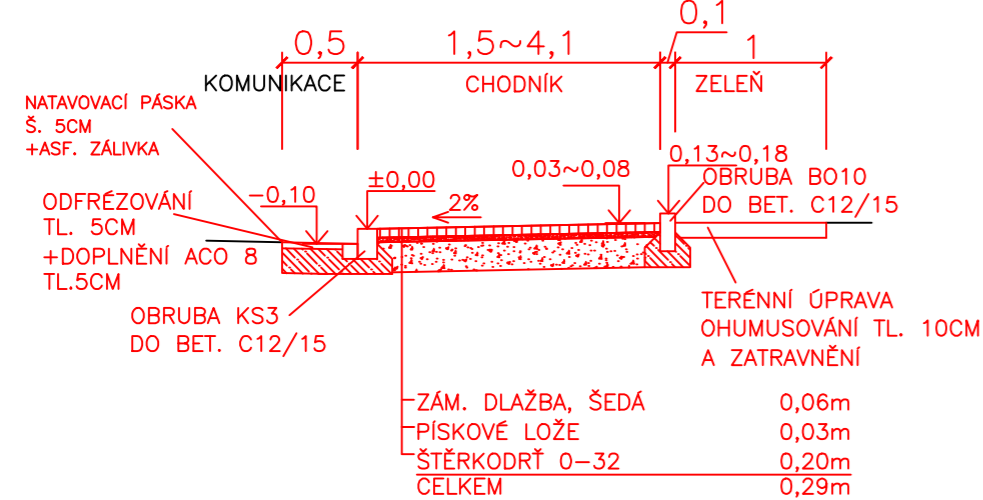 0,5
1,5~4,1
0,1
1
KOMUNIKACE
CHODNÍK
ZELEŇ
NATAVOVACÍ PÁSKA
Š. 5CM
+ASF. ZÁLIVKA
ODFRÉZOVÁNÍ
TL. 5CM
+DOPLNĚNÍ ACO 8
TL.5CM
-0,10
±0,00
2%
0,03~0,08
0,13~0,18
OBRUBA BO10
DO BET. C12/15
OBRUBA KS3
DO BET. C12/15
TERÉNNÍ ÚPRAVA
OHUMUSOVÁNÍ TL. 10CM
A ZATRAVNĚNÍ
ZÁM. DLAŽBA, ŠEDÁ 0,06m
PÍSKOVÉ LOŽE 0,03m
ŠTĚRKODRŤ 0-32 0,20m
CELKEM 0,29m